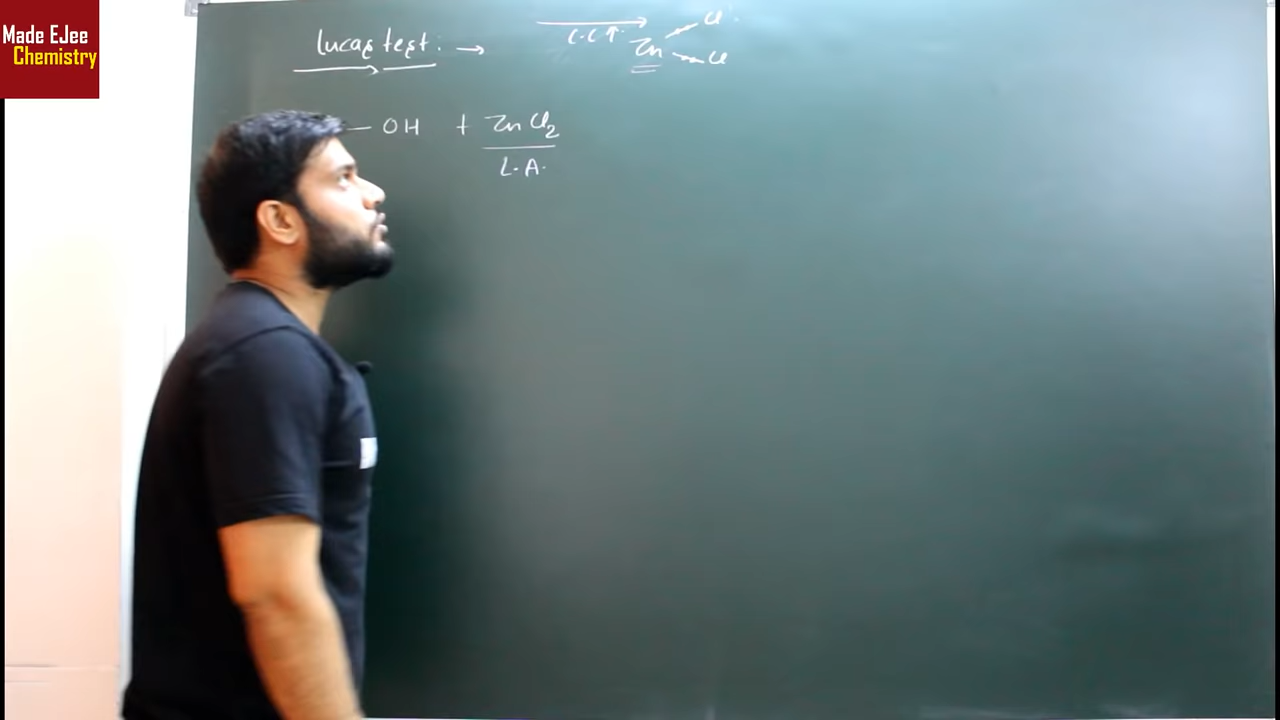 Made EJee
Chemistry
Lucas test: →
C.C↑.
Zn
Cl
Cl
— OH + ZnCl2
L.A.